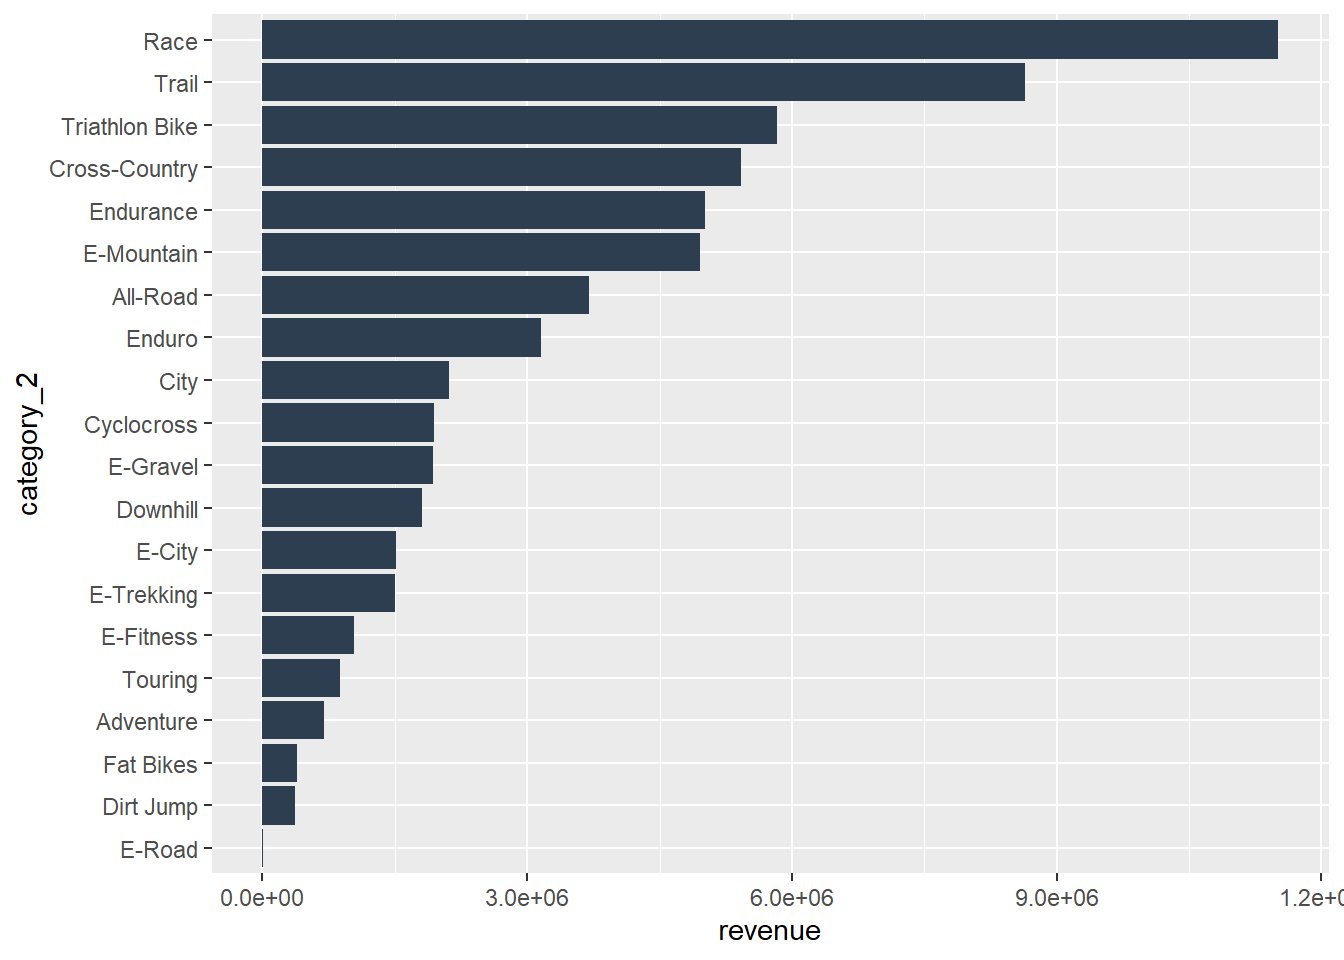 Race
Trail
Triathlon Bike
Cross-Country
Endurance
E-Mountain
All-Road
Enduro
City
Cyclocross
E-Gravel
Downhill
E-City
E-Trekking
E-Fitness
Touring
Adventure
Fat Bikes
Dirt Jump
E-Road
category_2
0.0e+00 3.0e+06 6.0e+06 9.0e+06
revenue